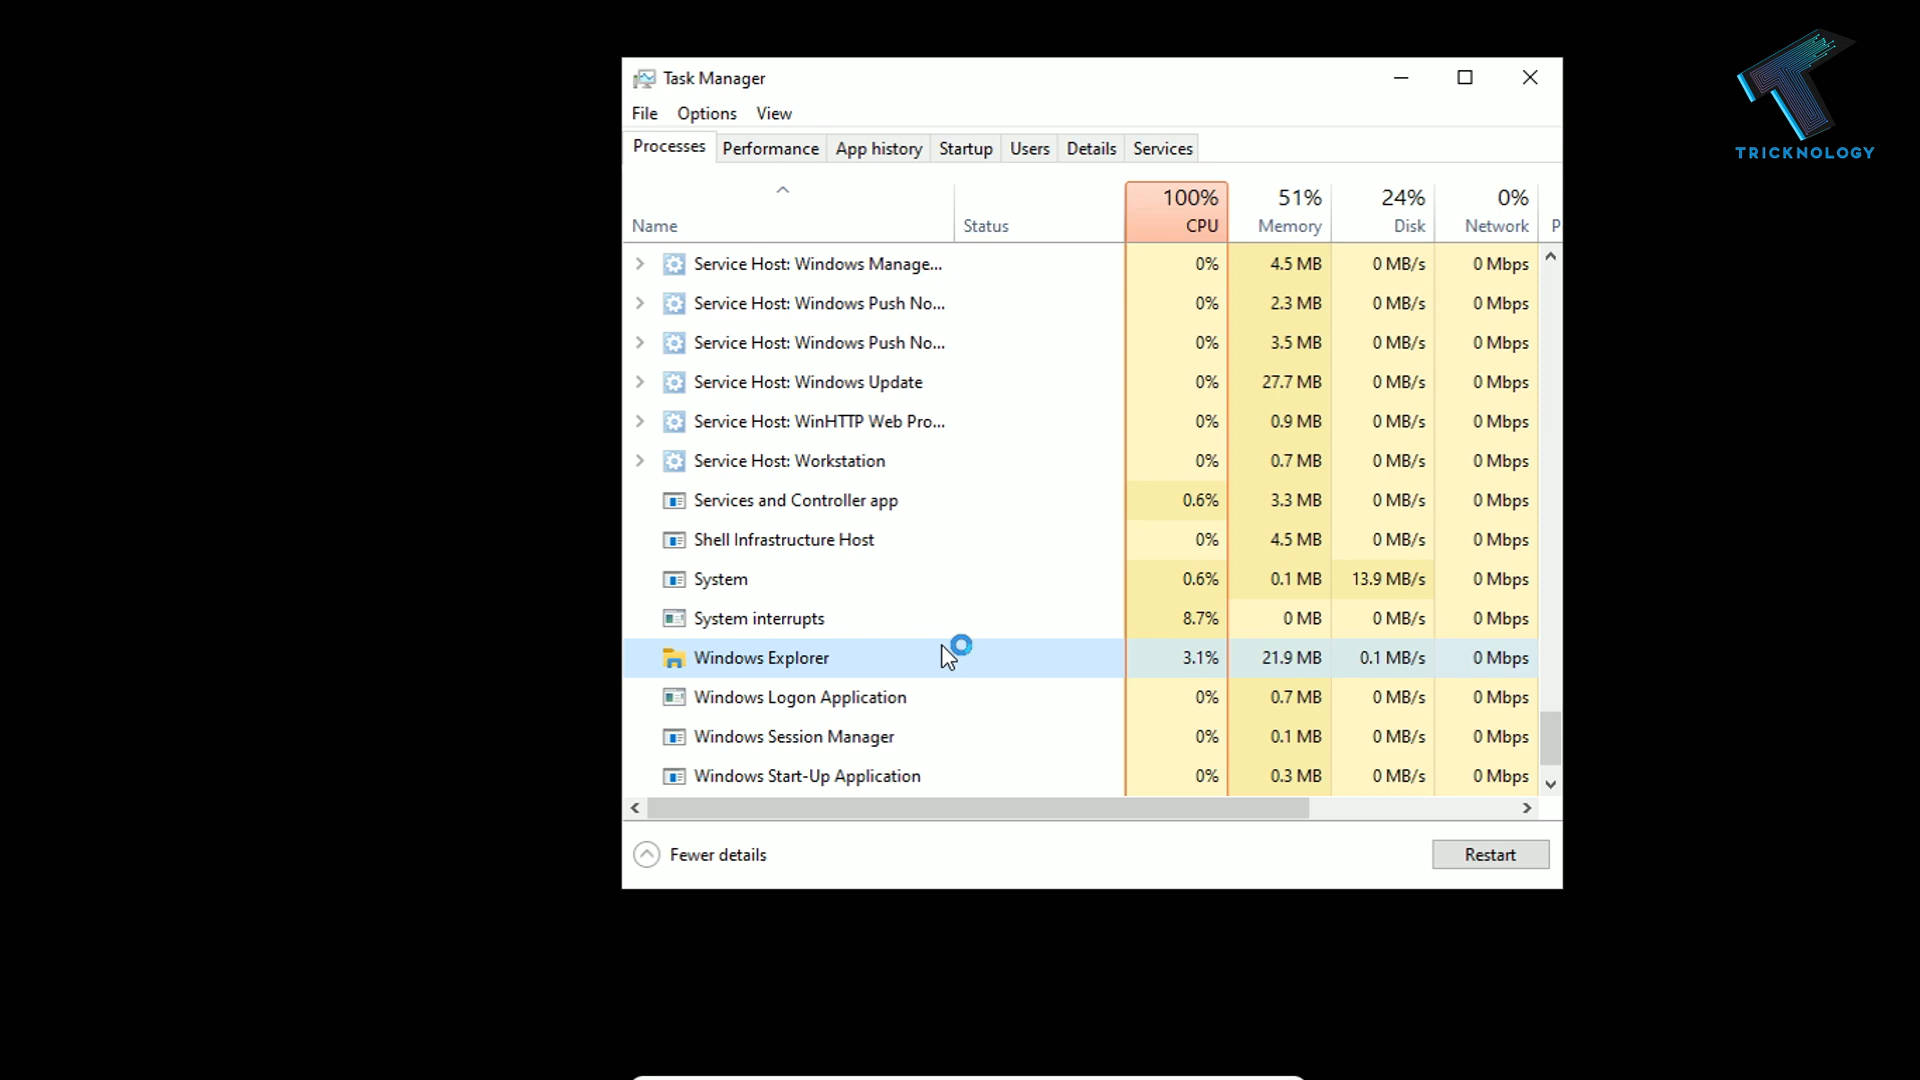 TRICKNOLOGY
Task Manager
File Options View
Processes Performance App history Startup Users Details Services
100% 51% 24% 0%
Name Status CPU Memory Disk Network P
Service Host: Windows Manage... 0% 4.5 MB 0 MB/s 0 Mbps
Service Host: Windows Push No... 0% 2.3 MB 0 MB/s 0 Mbps
Service Host: Windows Push No... 0% 3.5 MB 0 MB/s 0 Mbps
Service Host: Windows Update 0% 27.7 MB 0 MB/s 0 Mbps
Service Host: WinHTTP Web Pro... 0% 0.9 MB 0 MB/s 0 Mbps
Service Host: Workstation 0% 0.7 MB 0 MB/s 0 Mbps
Services and Controller app 0.6% 3.3 MB 0 MB/s 0 Mbps
Shell Infrastructure Host 0% 4.5 MB 0 MB/s 0 Mbps
System 0.6% 0.1 MB 13.9 MB/s 0 Mbps
System interrupts 8.7% 0 MB 0 MB/s 0 Mbps
Windows Explorer 3.1% 21.9 MB 0.1 MB/s 0 Mbps
Windows Logon Application 0% 0.7 MB 0 MB/s 0 Mbps
Windows Session Manager 0% 0.1 MB 0 MB/s 0 Mbps
Windows Start-Up Application 0% 0.3 MB 0 MB/s 0 Mbps
Fewer details Restart